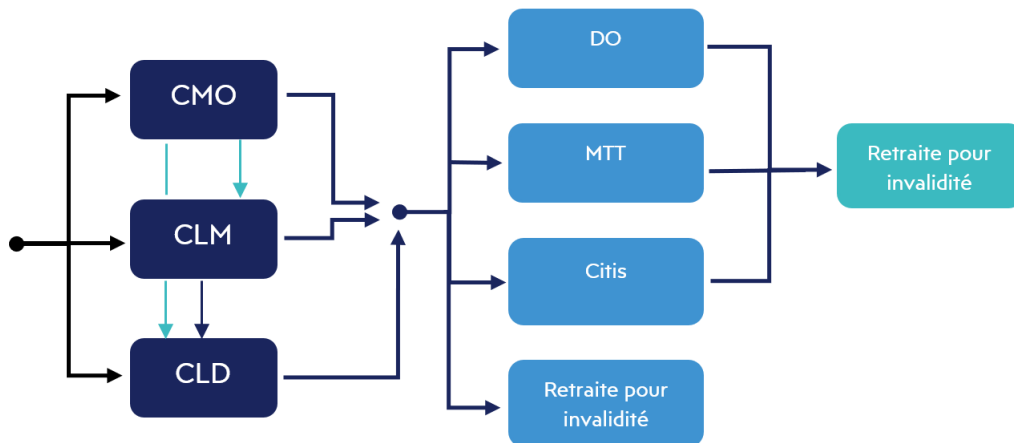 CMO
CLM
CLD
DO
MTT
Citis
Retraite pour
invalidité
Retraite pour
invalidité